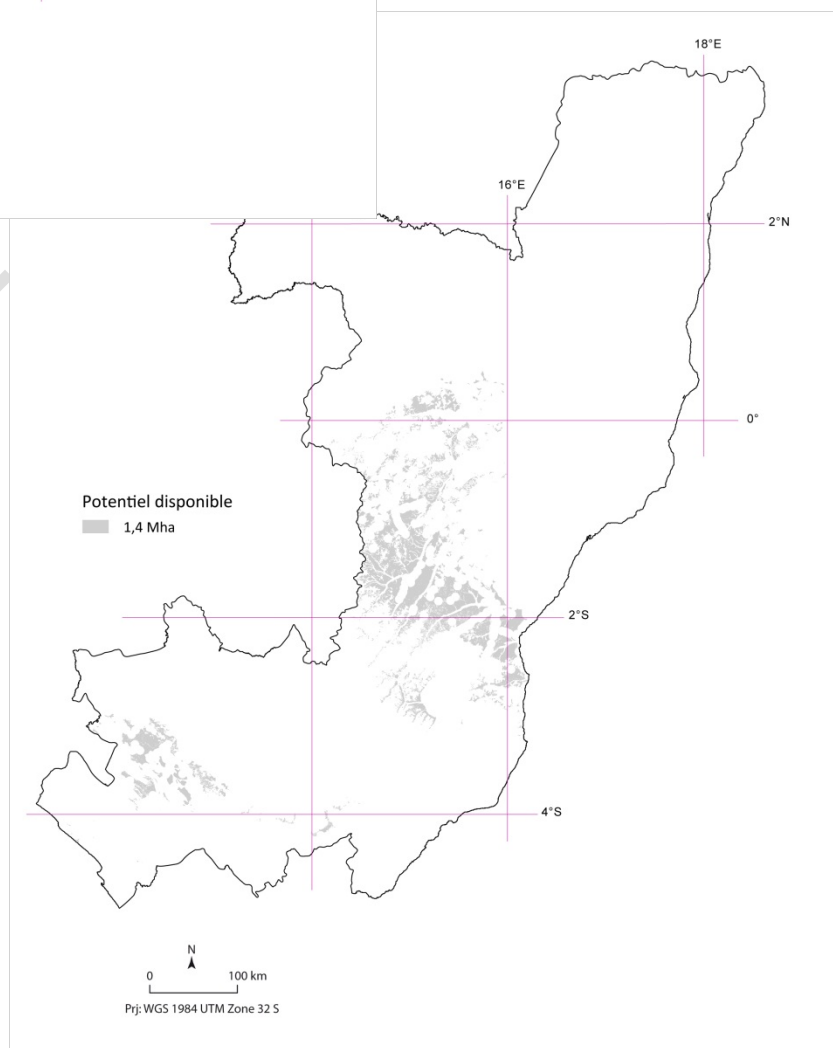 18°E
16°E
2°N
0°
Potentiel disponible
1,4 Mha
2°S
4°S
N
0 100 km
Prj: WGS 1984 UTM Zone 32 S